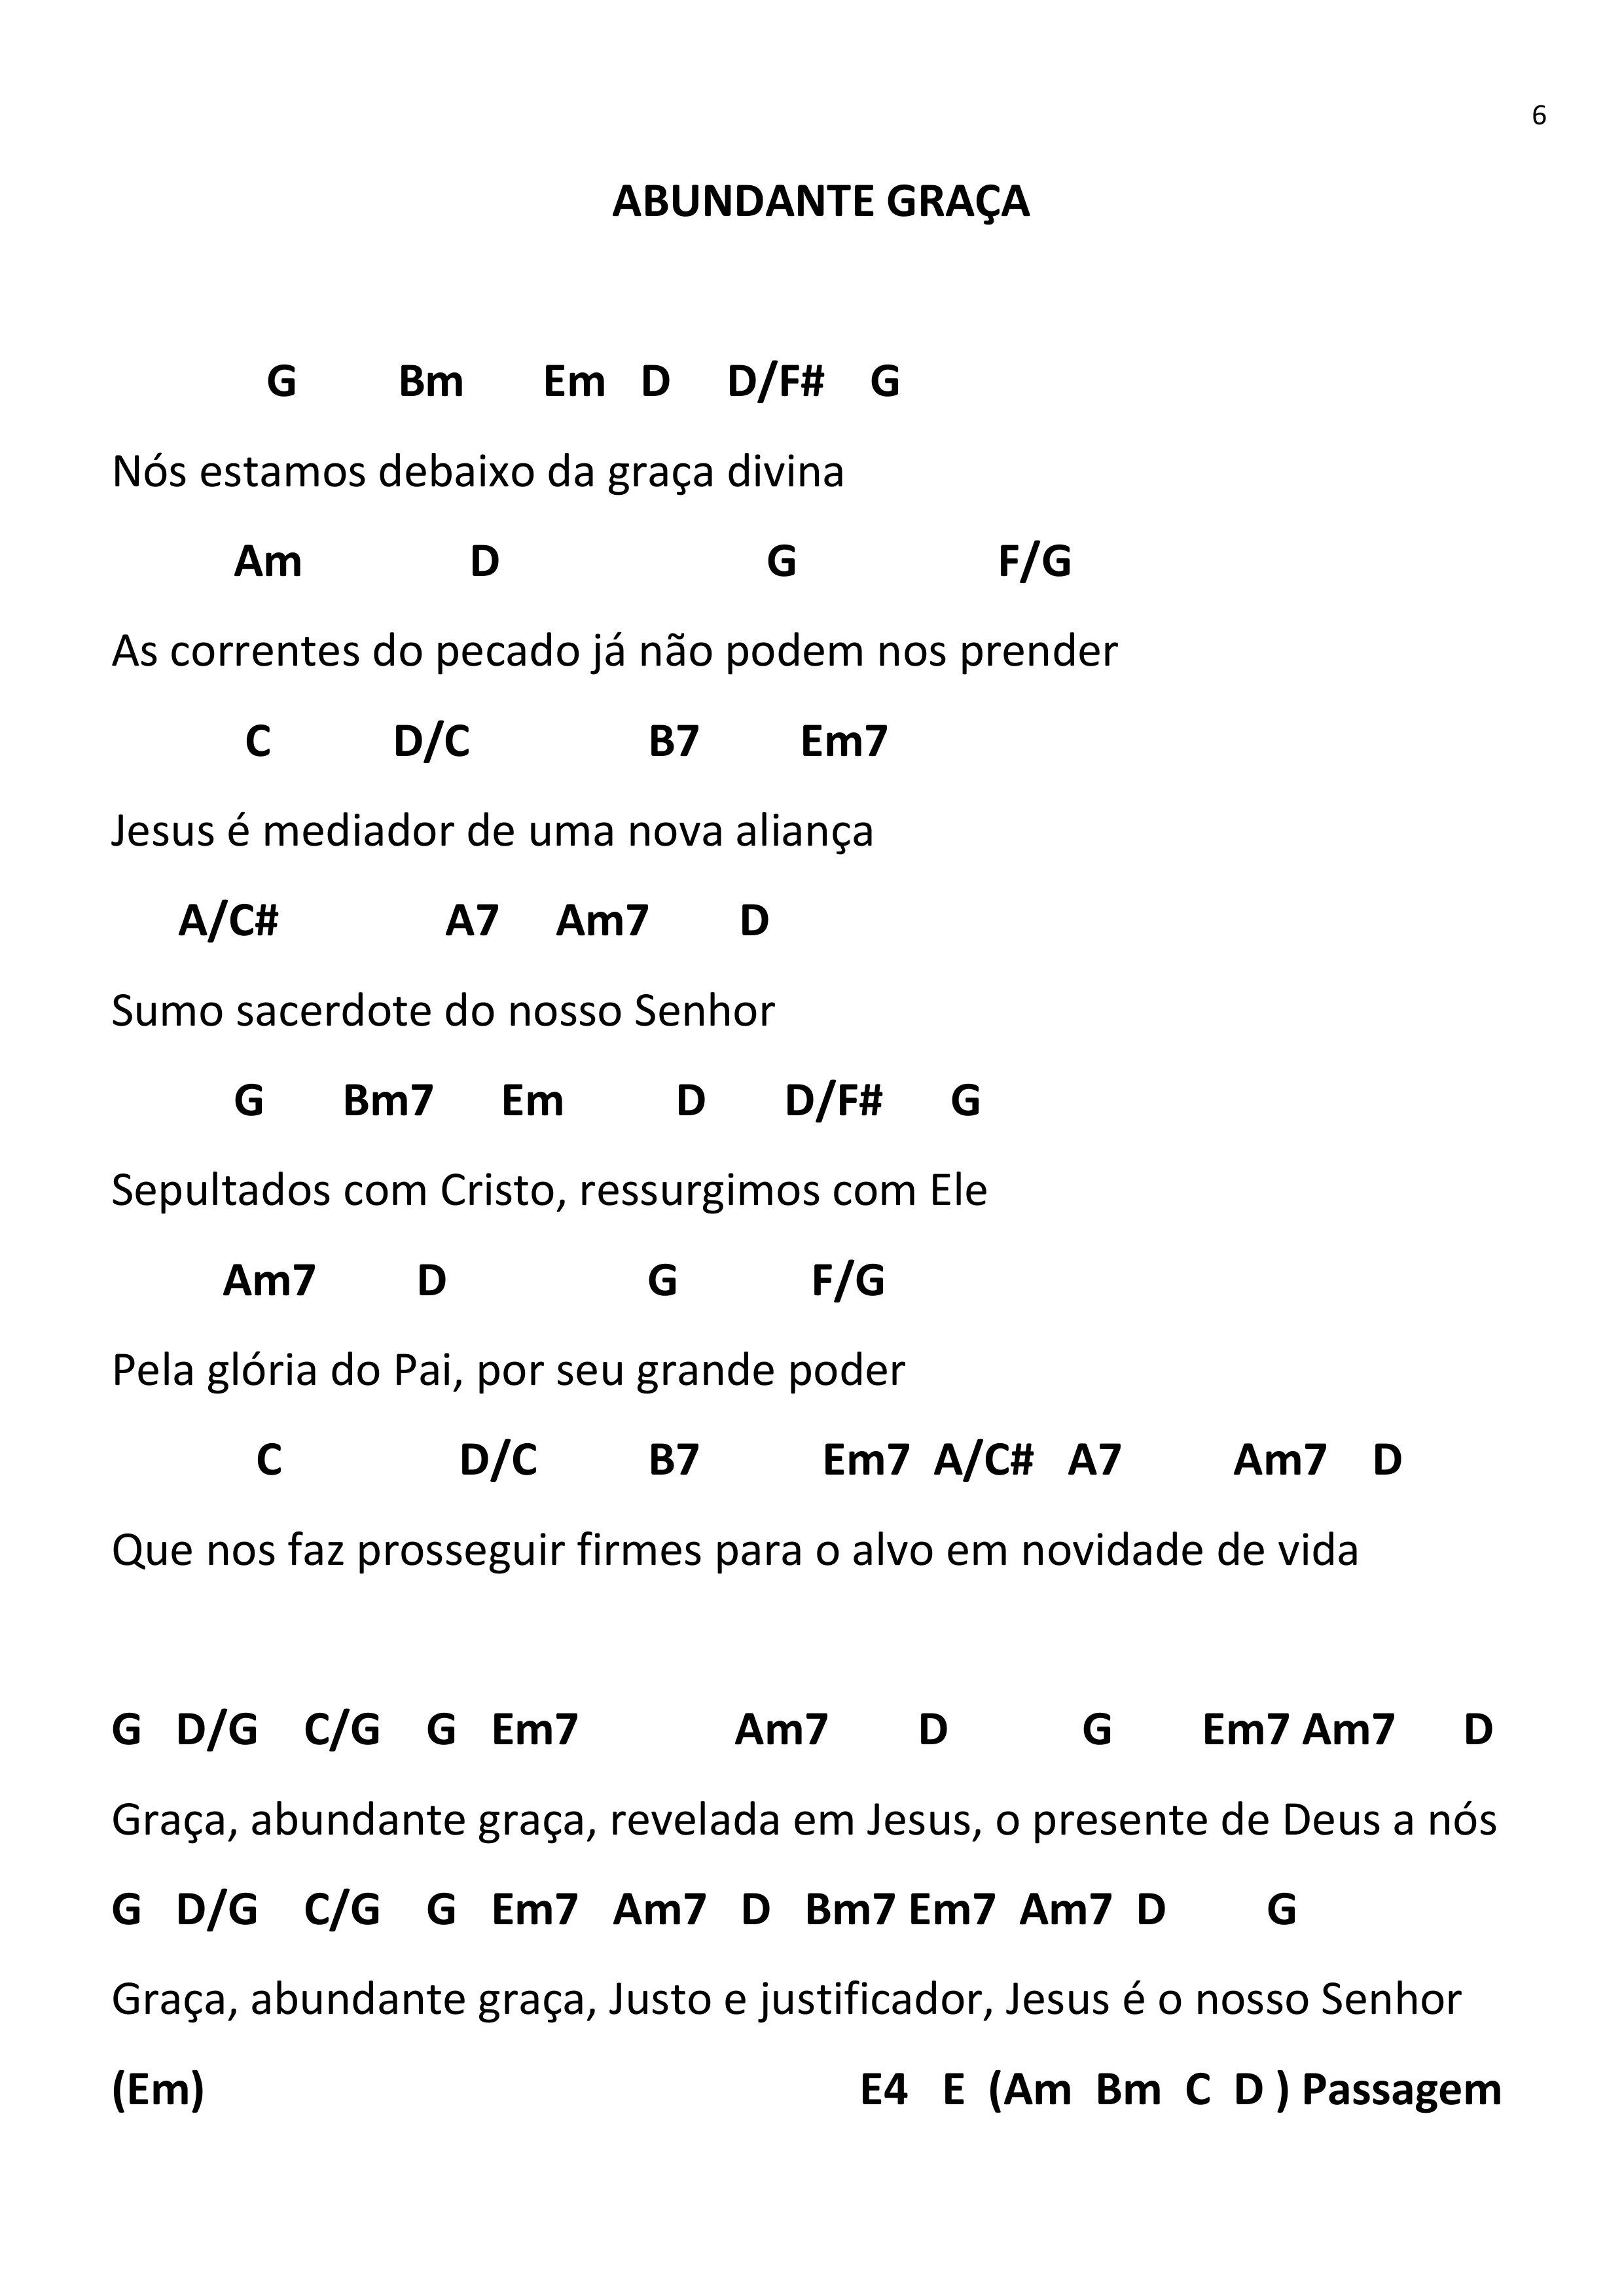 6
ABUNDANTE GRAÇA
G Bm Em D D/F# G
Nós estamos debaixo da graça divina
Am D G F/G
As correntes do pecado já não podem nos prender
C D/C B7 Em7
Jesus é mediador de uma nova aliança
A/C# A7 Am7 D
Sumo sacerdote do nosso Senhor
G Bm7 Em D D/F# G
Sepultados com Cristo, ressurgimos com Ele
Am7 D G F/G
Pela glória do Pai, por seu grande poder
C D/C B7 Em7 A/C# A7 Am7 D
Que nos faz prosseguir firmes para o alvo em novidade de vida
G D/G C/G G Em7 Am7 D G Em7 Am7 D
Graça, abundante graça, revelada em Jesus, o presente de Deus a nós
G D/G C/G G Em7 Am7 D Bm7 Em7 Am7 D G
Graça, abundante graça, Justo e justificador, Jesus é o nosso Senhor
(Em) E4 E (Am Bm C D ) Passagem